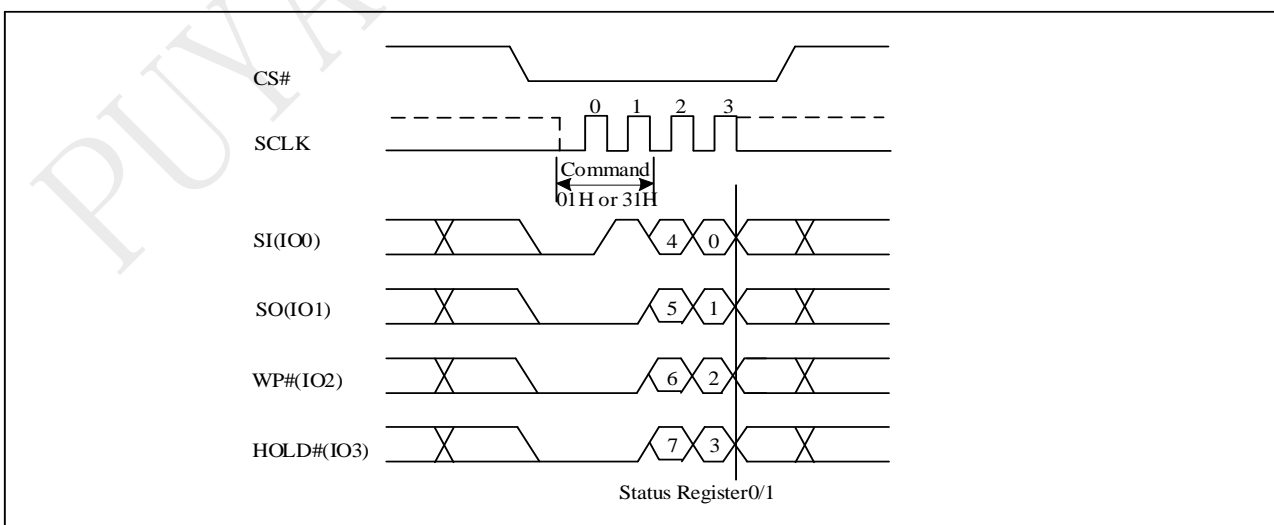 PUYA
CS#
0 1 2 3
SCLK
Command
01H or 31H
SI(IO0)
4 0
SO(IO1)
5 1
WP#(IO2)
6 2
HOLD#(IO3)
7 3
Status Register0/1